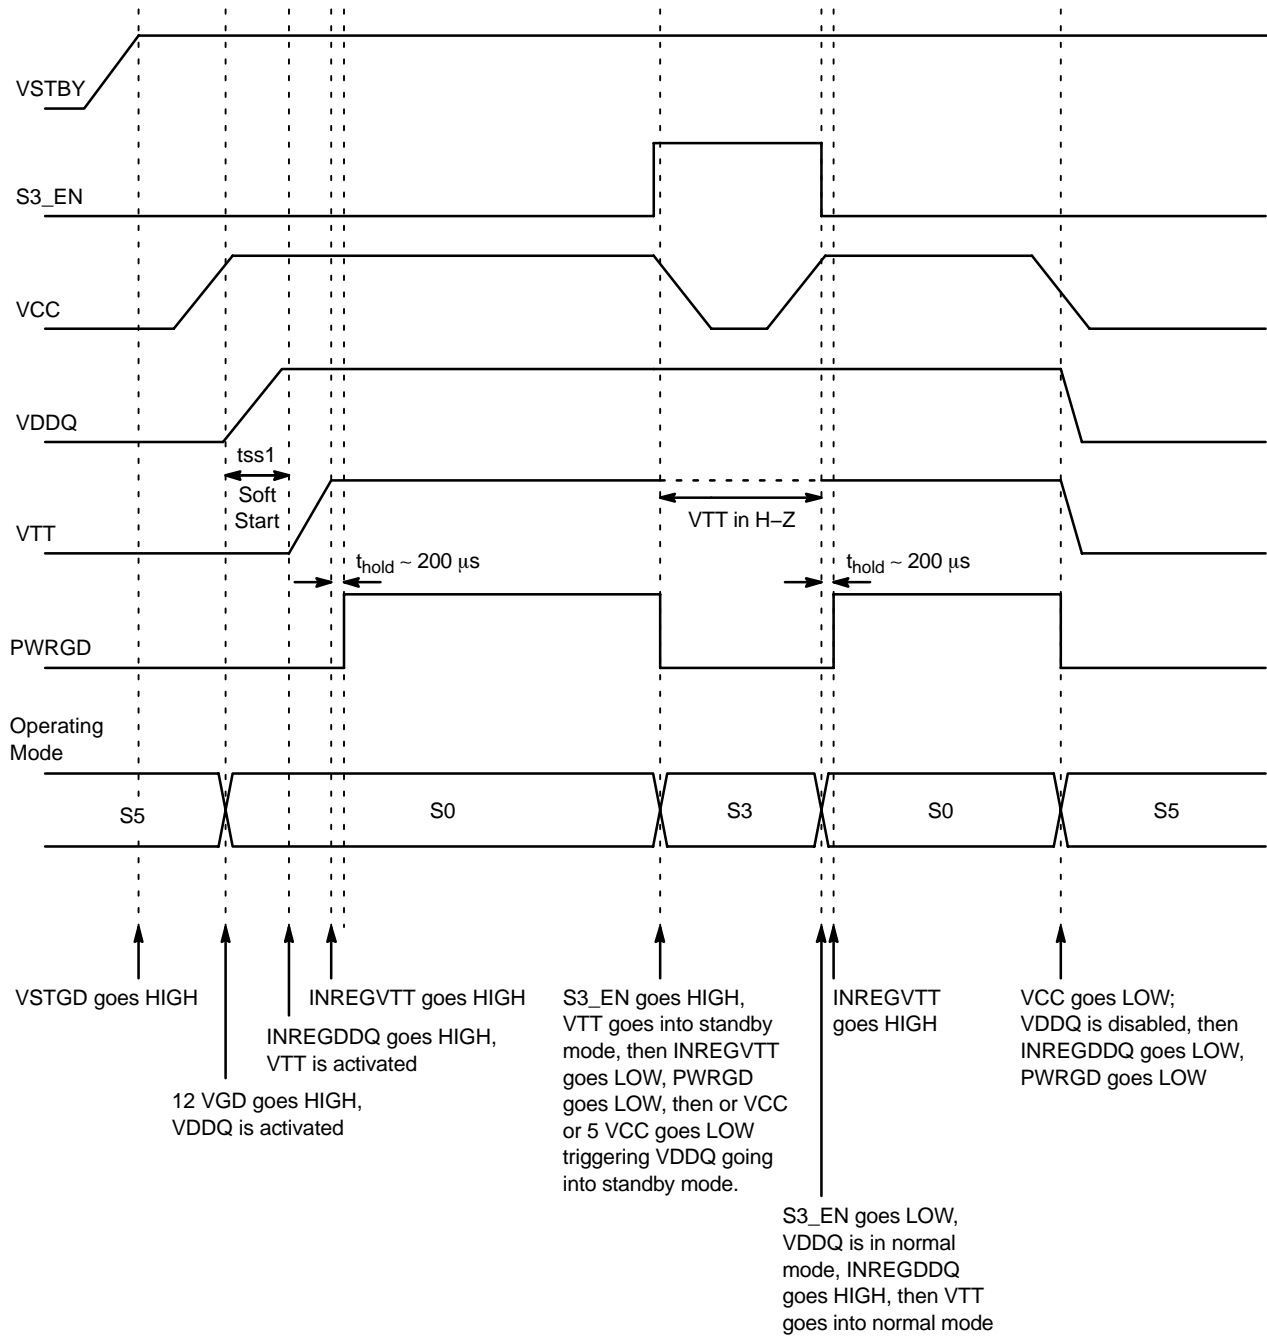 VSTBY
S3_EN
VCC
VDDQ
tss1
Soft
Start
VTT
VTT in H–Z
thold ~ 200 μs
thold ~ 200 μs
PWRGD
Operating
Mode
S5
S0
S3
S0
S5
VSTGD goes HIGH
12 VGD goes HIGH,
VDDQ is activated
INREGDDQ goes HIGH,
VTT is activated
INREGVTT goes HIGH
S3_EN goes HIGH,
VTT goes into standby
mode, then INREGVTT
goes LOW, PWRGD
goes LOW, then or VCC
or 5 VCC goes LOW
triggering VDDQ going
into standby mode.
S3_EN goes LOW,
VDDQ is in normal
mode, INREGDDQ
goes HIGH, then VTT
goes into normal mode
INREGVTT
goes HIGH
VCC goes LOW;
VDDQ is disabled, then
INREGDDQ goes LOW,
PWRGD goes LOW